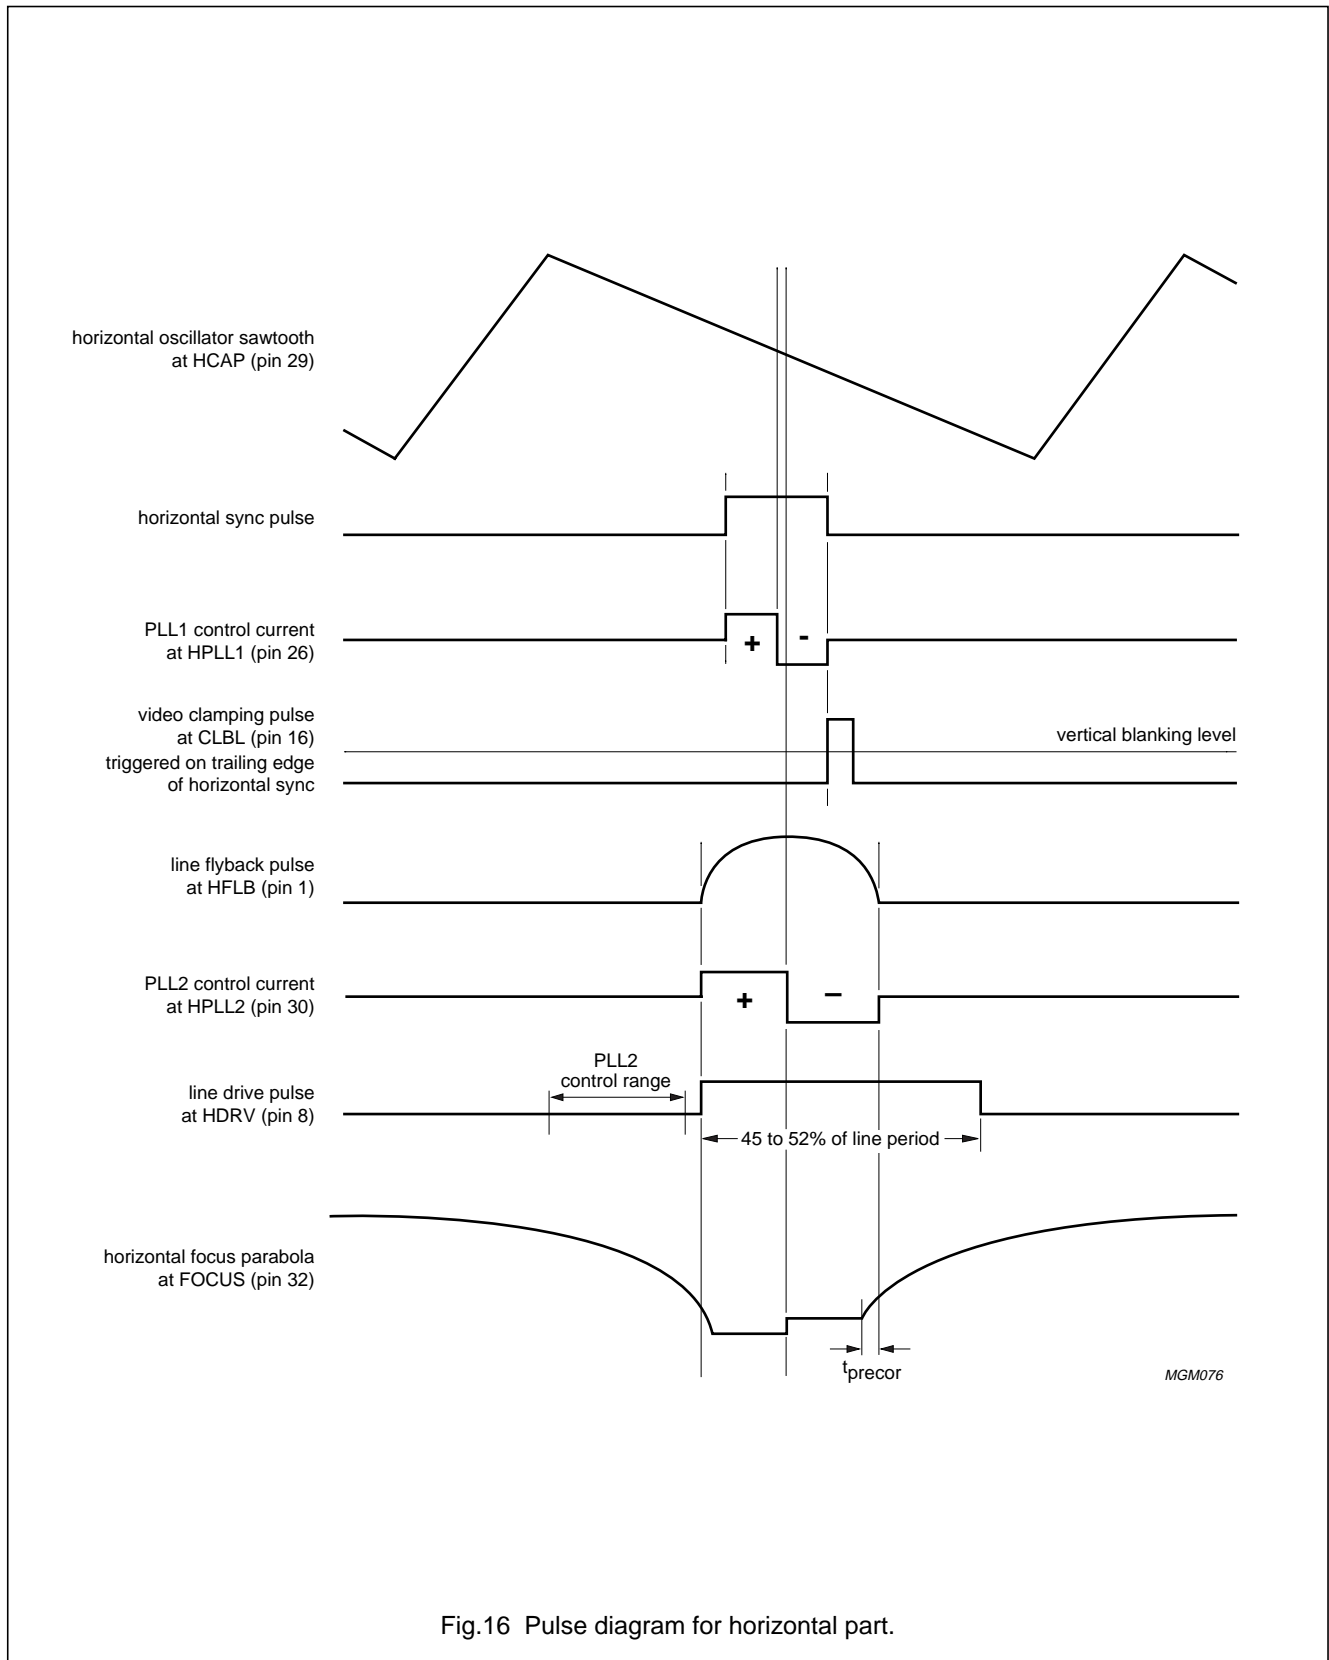 horizontal oscillator sawtooth
at HCAP (pin 29)
horizontal sync pulse
PLL1 control current
at HPLL1 (pin 26)
+
-
video clamping pulse
at CLBL (pin 16)
triggered on trailing edge
of horizontal sync
vertical blanking level
line flyback pulse
at HFLB (pin 1)
PLL2 control current
at HPLL2 (pin 30)
+
−
line drive pulse
at HDRV (pin 8)
PLL2
control range
45 to 52% of line period
horizontal focus parabola
at FOCUS (pin 32)
tprecor
MGM076
Fig.16 Pulse diagram for horizontal part.